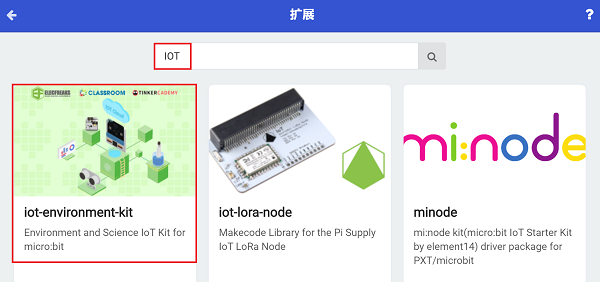 扩展
?
IOT
ELECFREAKS CLASSROOM TINKERCADEMY
IoT
mi:node
iot-environment-kit
Environment and Science IoT Kit for
micro:bit
iot-lora-node
Makecode Library for the Pi Supply
IoT LoRa Node
minode
mi:node kit(micro:bit IoT Starter Kit
by element14) driver package for
PXT/microbit